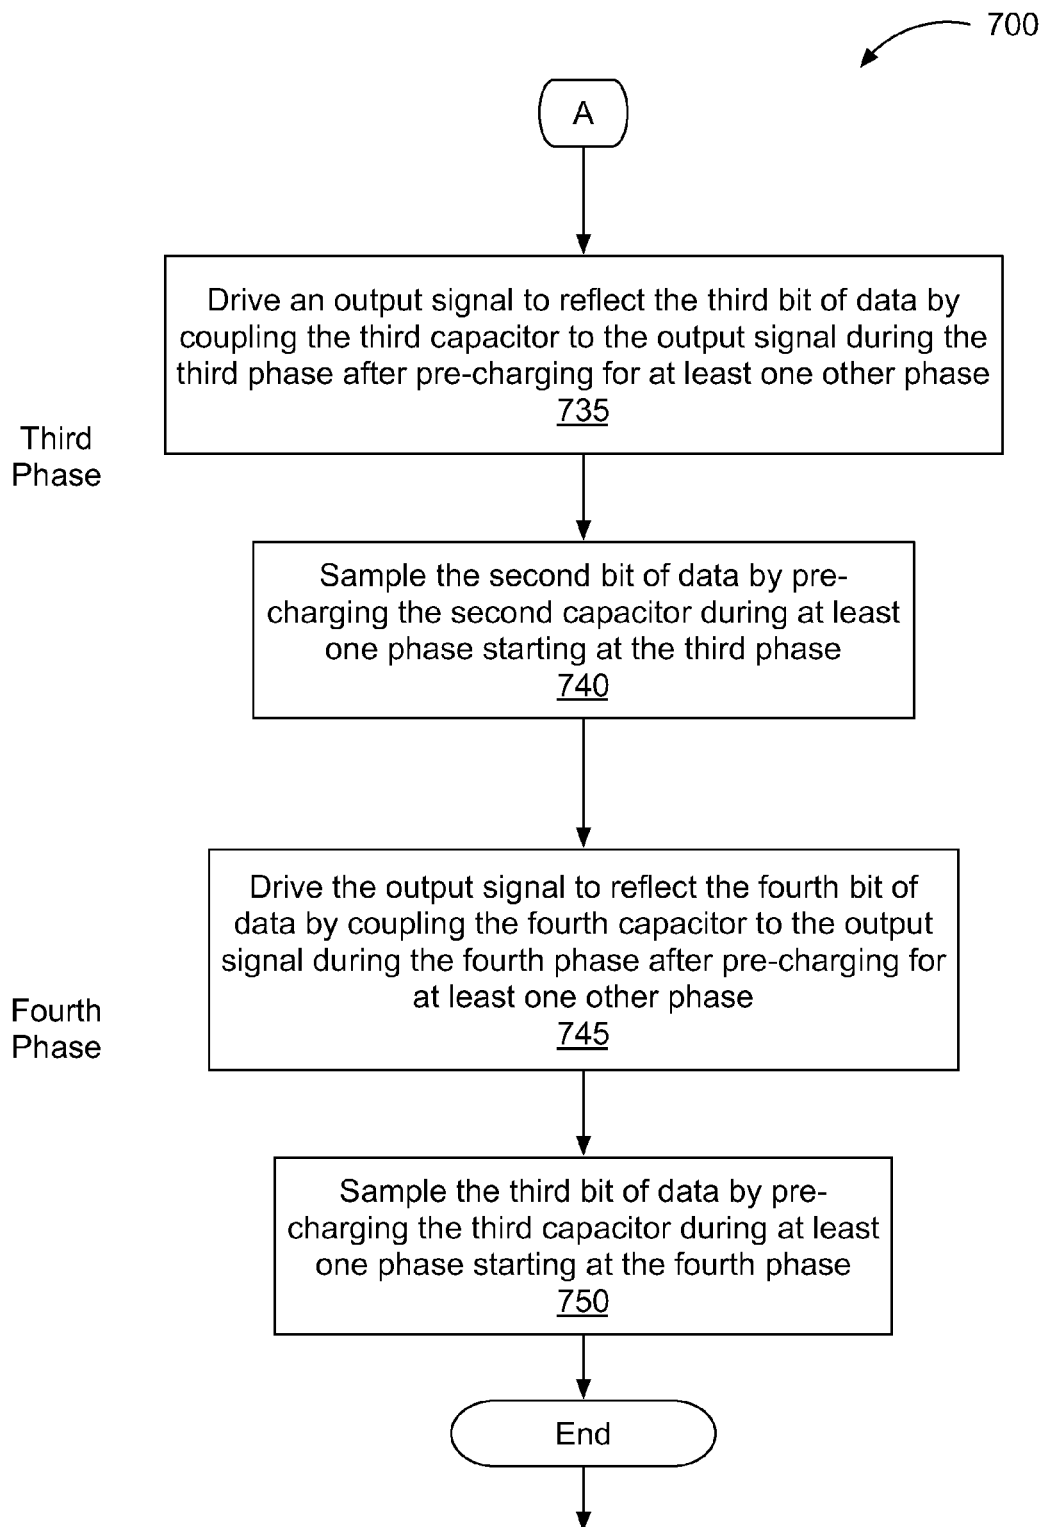 700
A
Drive an output signal to reflect the third bit of data by
coupling the third capacitor to the output signal during the
third phase after pre-charging for at least one other phase
735
Third
Phase
Sample the second bit of data by pre-
charging the second capacitor during at least
one phase starting at the third phase
740
Drive the output signal to reflect the fourth bit of
data by coupling the fourth capacitor to the output
signal during the fourth phase after pre-charging for
at least one other phase
745
Fourth
Phase
Sample the third bit of data by pre-
charging the third capacitor during at least
one phase starting at the fourth phase
750
End